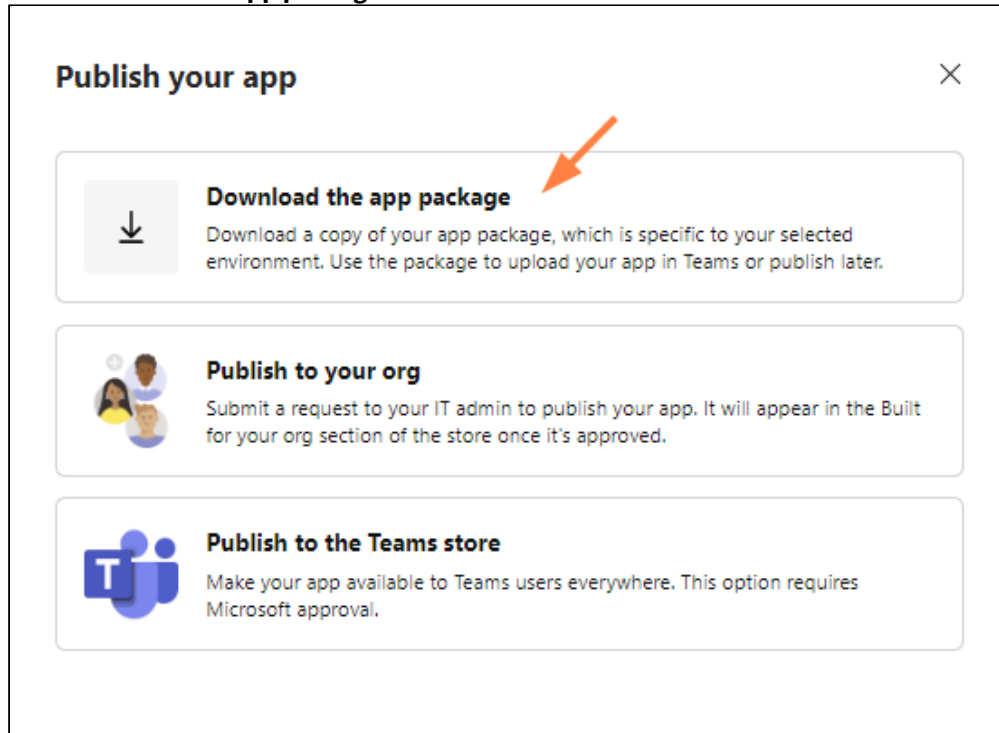 Publish your app
Download the app package
Download a copy of your app package, which is specific to your selected
environment. Use the package to upload your app in Teams or publish later.
Publish to your org
Submit a request to your IT admin to publish your app. It will appear in the Built
for your org section of the store once it's approved.
T
Publish to the Teams store
Make your app available to Teams users everywhere. This option requires
Microsoft approval.